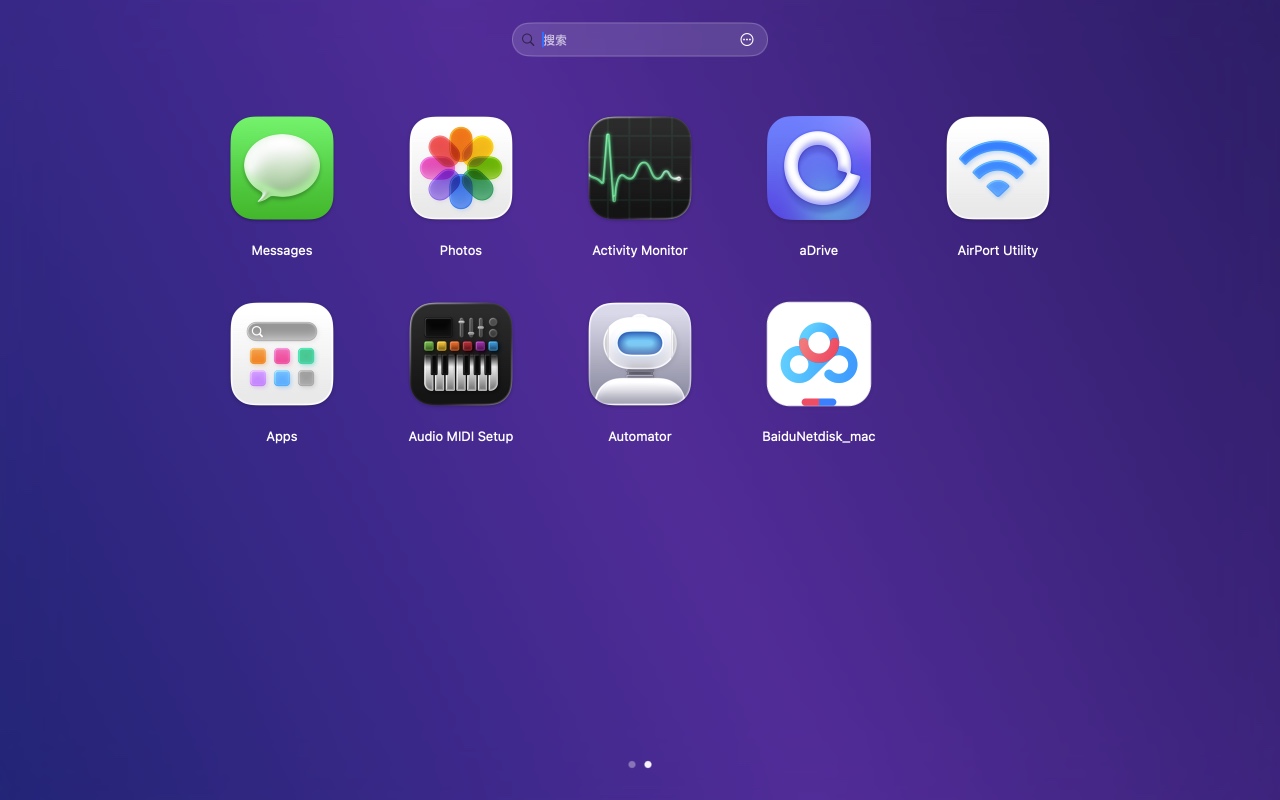 搜索
Messages
Photos
Activity Monitor
aDrive
AirPort Utility
Apps
Audio MIDI Setup
Automator
BaiduNetdisk_mac